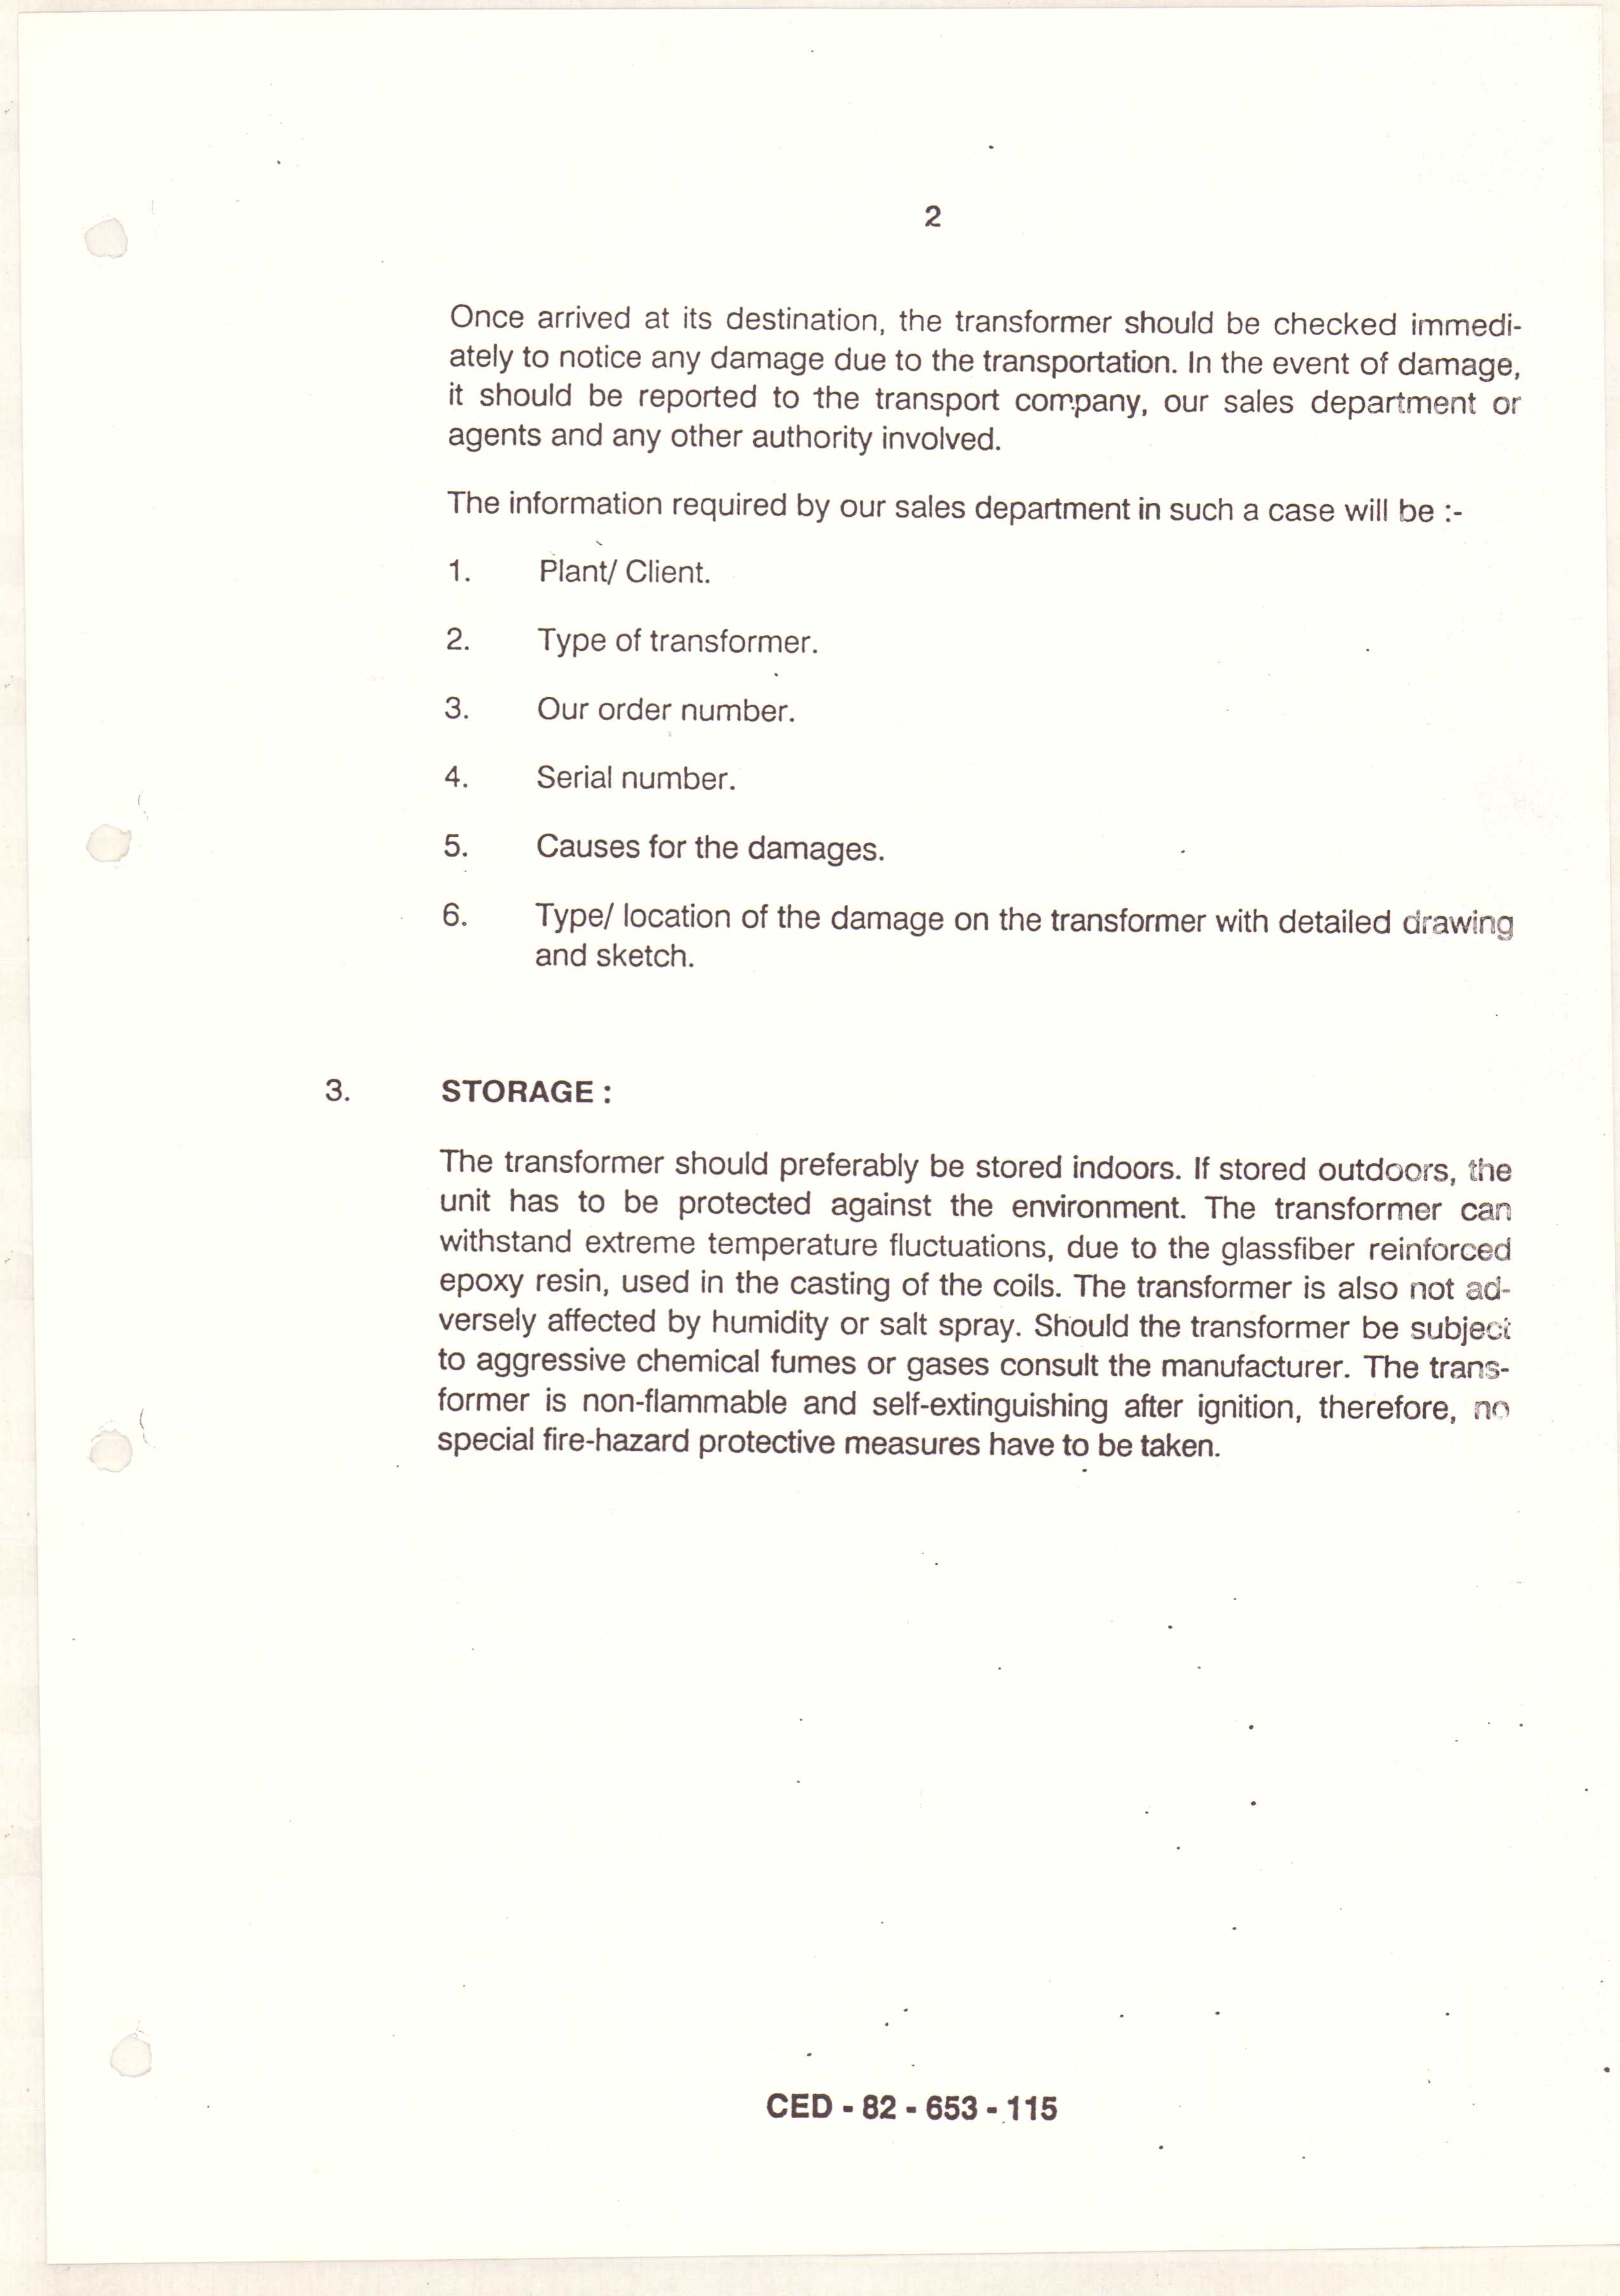 2
Once arrived at its destination, the transformer should be checked immedi-
ately to notice any damage due to the transportation. In the event of damage,
it should be reported to the transport company, our sales department or
agents and any other authority involved.
The information required by our sales department in such a case will be :-
1. Plant/ Client.
2. Type of transformer.
3. Our order number.
4. Serial number.
5. Causes for the damages.
6. Type/ location of the damage on the transformer with detailed drawing
and sketch.
3. STORAGE :
The transformer should preferably be stored indoors. If stored outdoors, the
unit has to be protected against the environment. The transformer can
withstand extreme temperature fluctuations, due to the glassfiber reinforced
epoxy resin, used in the casting of the coils. The transformer is also not ad-
versely affected by humidity or salt spray. Should the transformer be subject
to aggressive chemical fumes or gases consult the manufacturer. The trans-
former is non-flammable and self-extinguishing after ignition, therefore, no
special fire-hazard protective measures have to be taken.
CED - 82 - 653 - 115